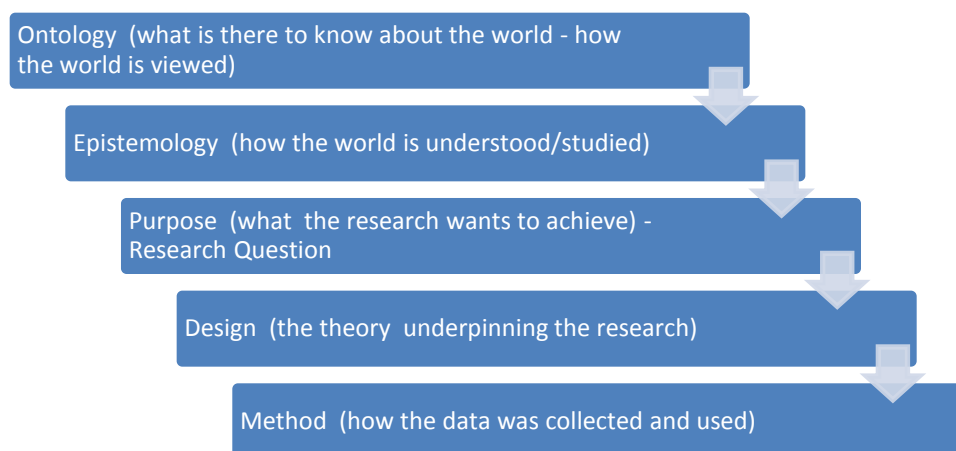 Ontology (what is there to know about the world - how
the world is viewed)
Epistemology (how the world is understood/studied)
Purpose (what the research wants to achieve) -
Research Question
Design (the theory underpinning the research)
Method (how the data was collected and used)